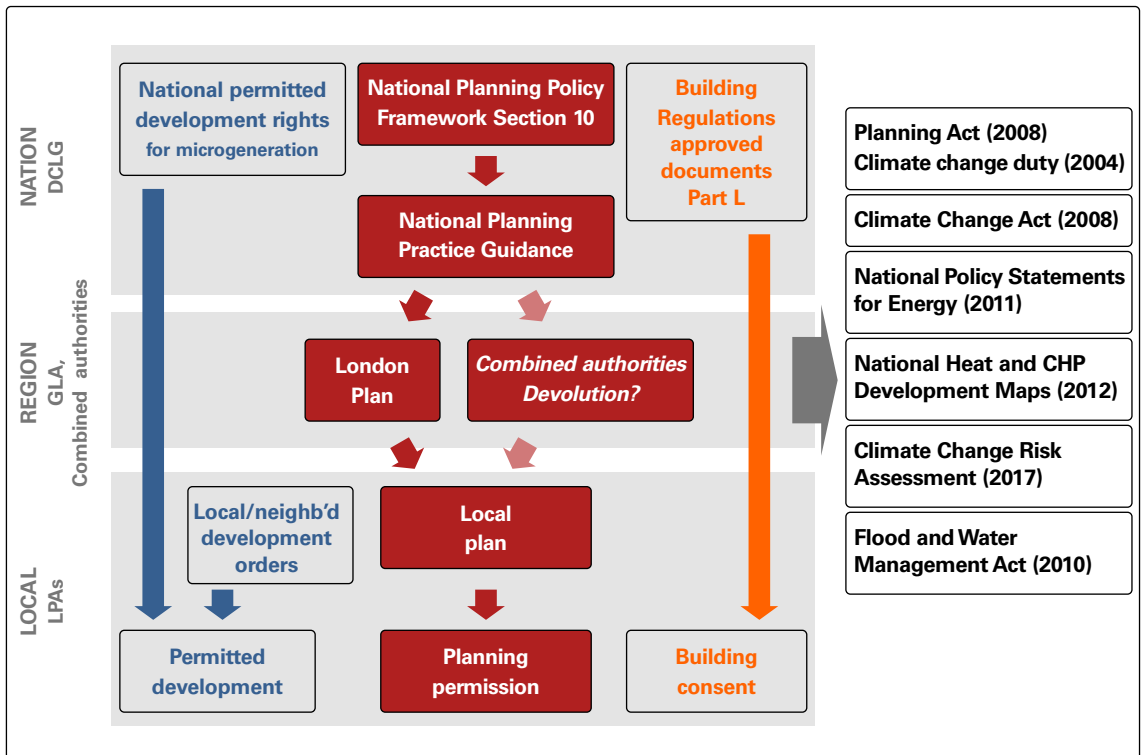 NATION
DCLG
National permitted
development rights
for microgeneration
National Planning Policy
Framework Section 10
Building
Regulations
approved
documents
Part L
National Planning
Practice Guidance
REGION
GLA,
Combined authorities
London
Plan
Combined authorities
Devolution?
LOCAL
LPAs
Local/neighb’d
development
orders
Local
plan
Permitted
development
Planning
permission
Building
consent
Planning Act (2008)
Climate change duty (2004)
Climate Change Act (2008)
National Policy Statements
for Energy (2011)
National Heat and CHP
Development Maps (2012)
Climate Change Risk
Assessment (2017)
Flood and Water
Management Act (2010)